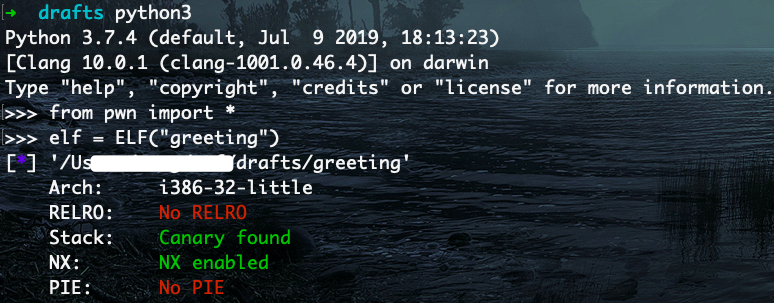 ➜ drafts python3
Python 3.7.4 (default, Jul 9 2019, 18:13:23)
[Clang 10.0.1 (clang-1001.0.46.4)] on darwin
Type "help", "copyright", "credits" or "license" for more information.
>>> from pwn import *
>>> elf = ELF("greeting")
[*] '/Us /drafts/greeting'
Arch: i386-32-little
RELRO: No RELRO
Stack: Canary found
NX: NX enabled
PIE: No PIE